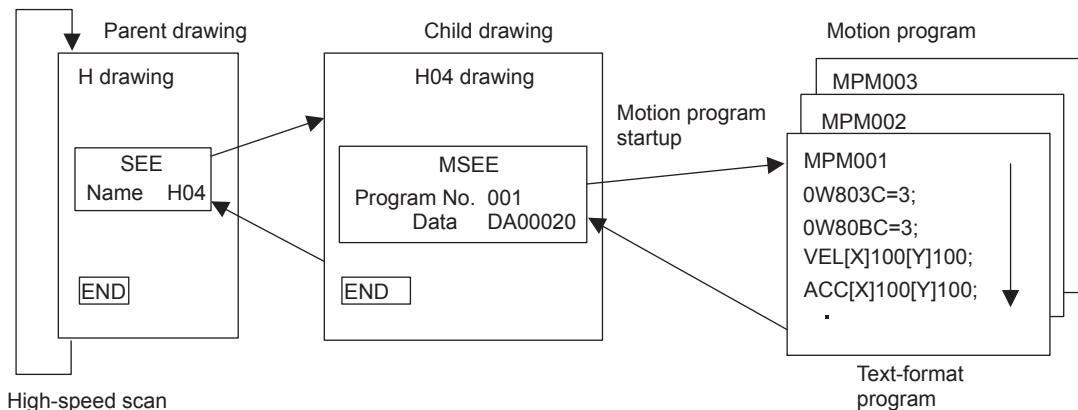 Parent drawing
Child drawing
Motion program
H drawing
H04 drawing
MPM003
MPM002
Motion program
startup
SEE
Name H04
MSEE
Program No. 001
Data DA00020
MPM001
0W803C=3;
0W80BC=3;
VEL[X]100[Y]100;
ACC[X]100[Y]100;
.
END
END
High-speed scan
Text-format
program